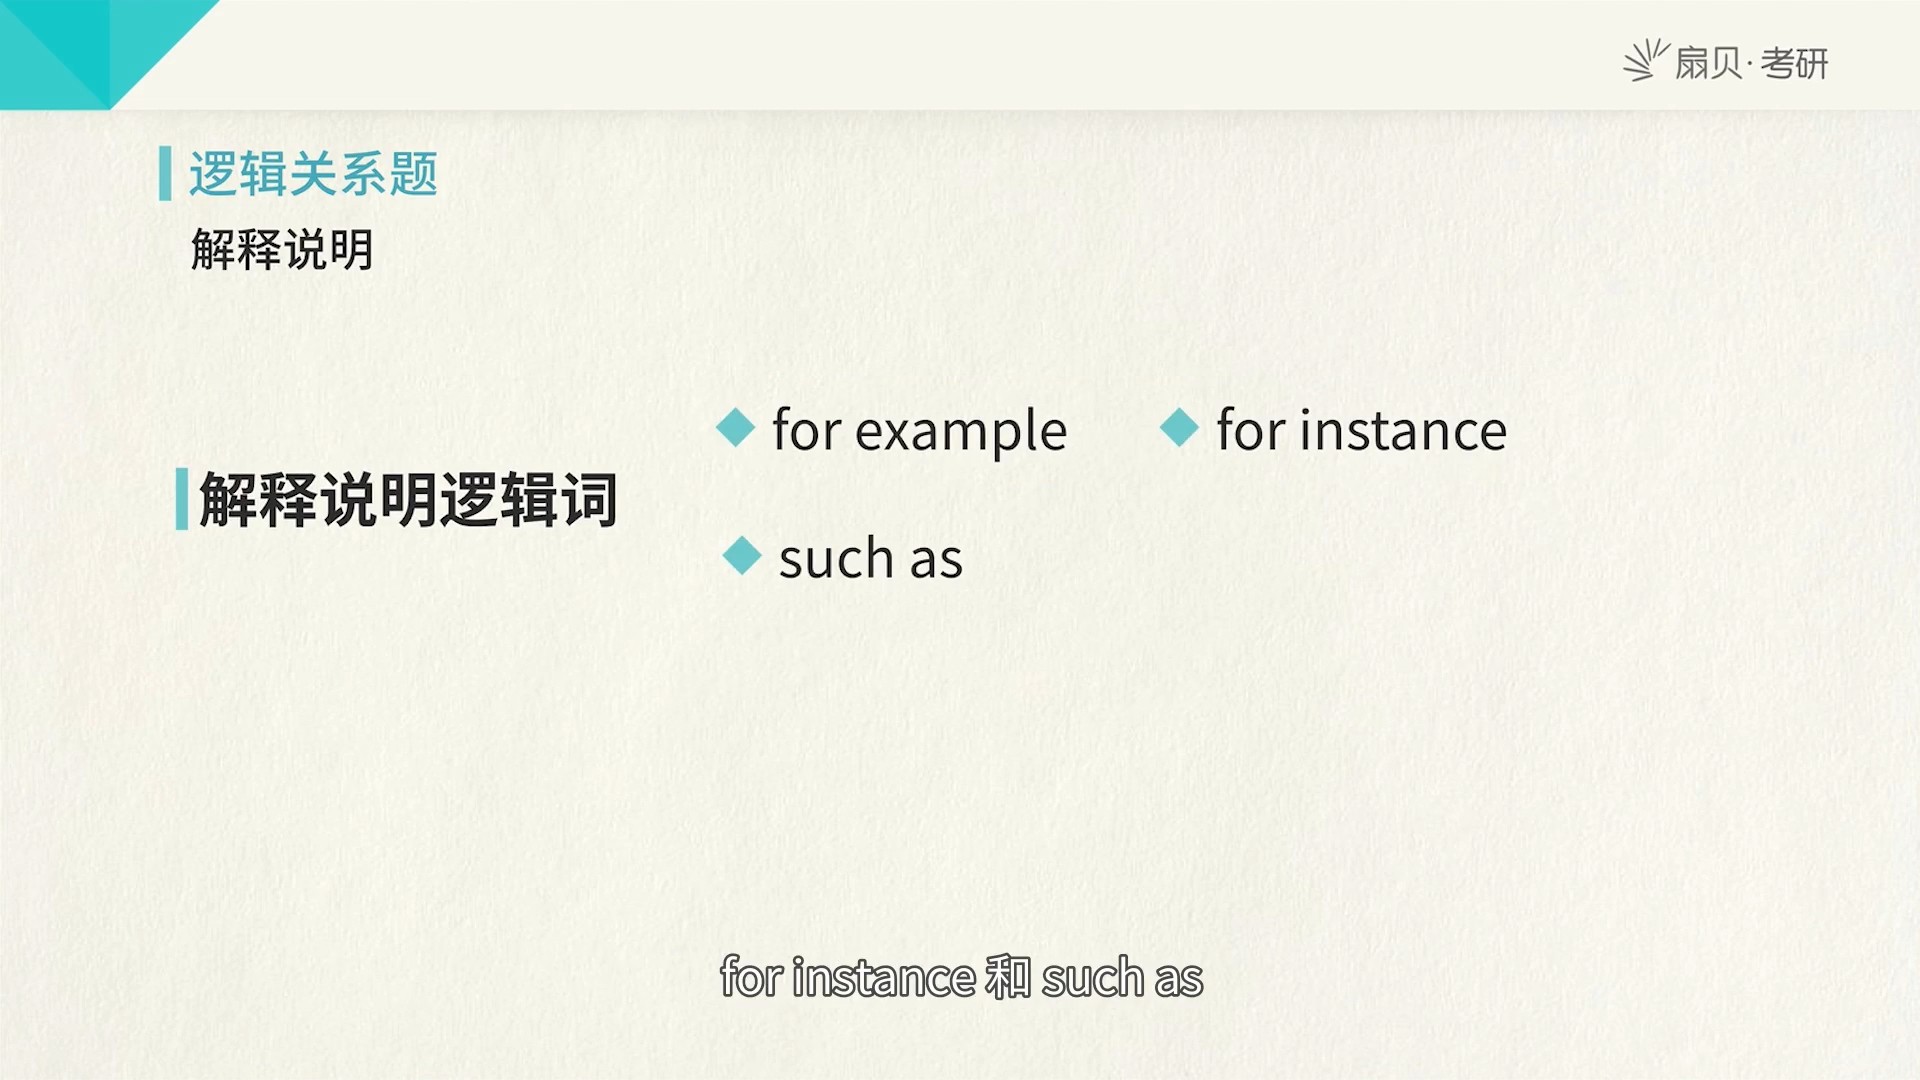 扇贝·考研
逻辑关系题
解释说明
for example
for instance
解释说明逻辑词
such as
for instance 和 such as